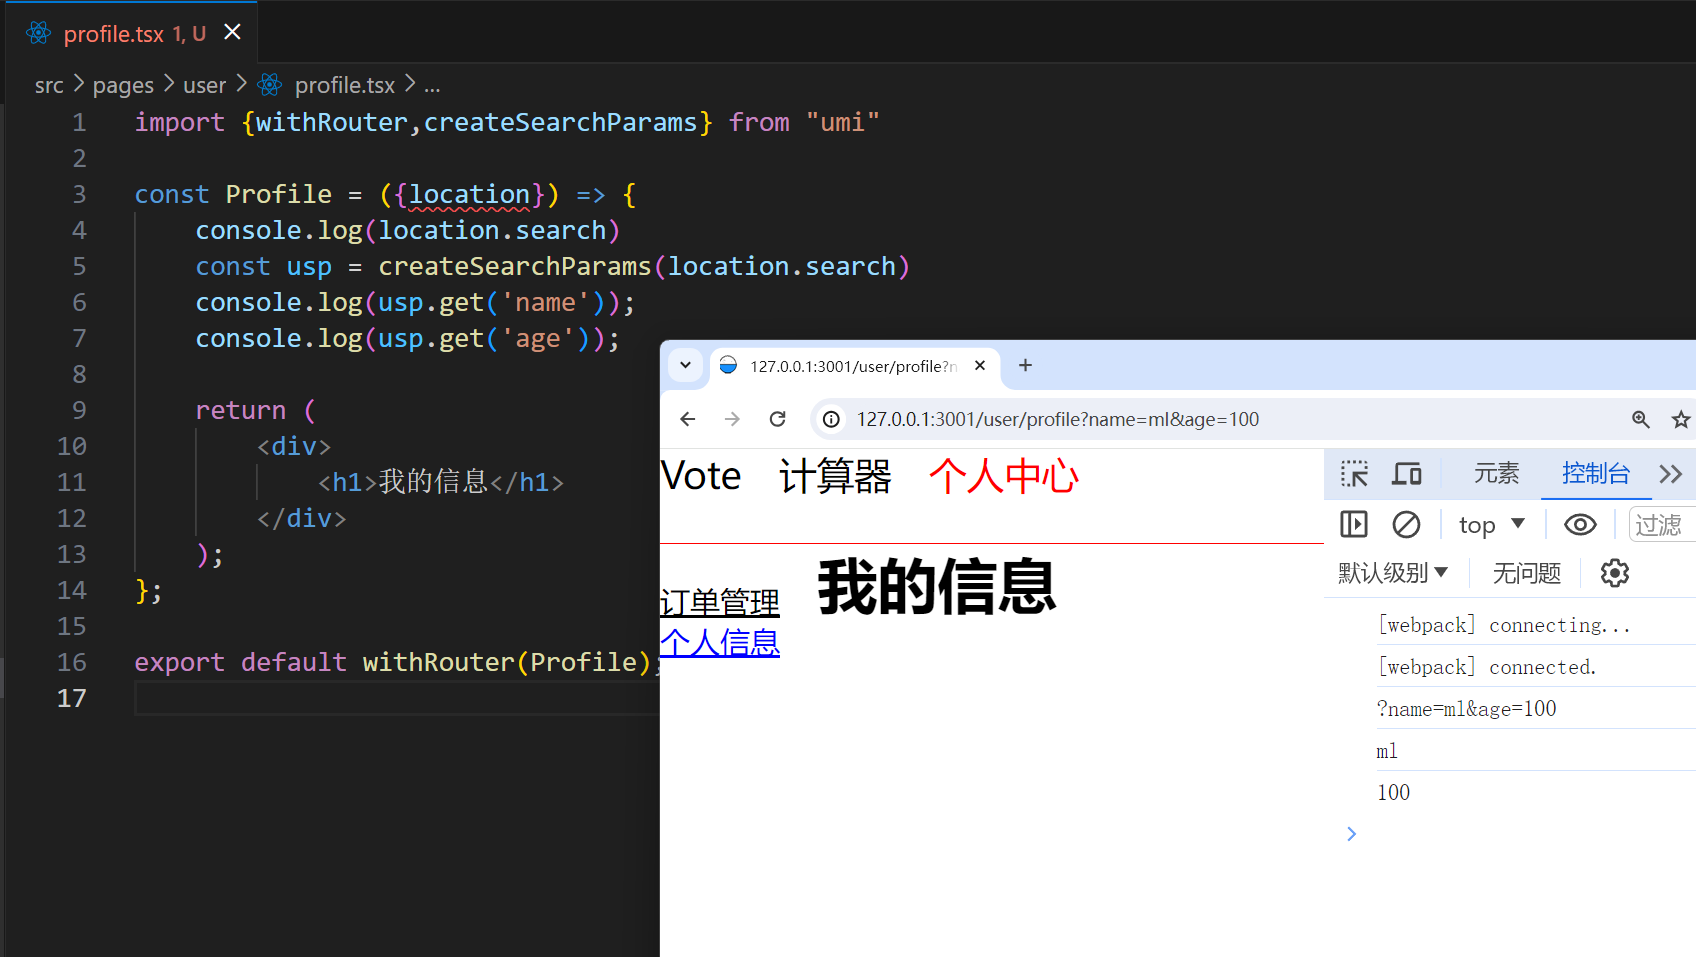 profile.tsx 1, U
src > pages > user > profile.tsx > ...
1 import {withRouter,createSearchParams} from "umi"
2
3 const Profile = ({location}) => {
4 console.log(location.search)
5 const usp = createSearchParams(location.search)
6 console.log(usp.get('name'));
7 console.log(usp.get('age'));
8
9 return (
10 <div>
11 <h1>我的信息</h1>
12 </div>
13 );
14 };
15
16 export default withRouter(Profile);
17
127.0.0.1:3001/user/profile?n
127.0.0.1:3001/user/profile?name=ml&age=100
Vote 计算器 个人中心
订单管理
个人信息
我的信息
元素 控制台
top 过滤
默认级别 无问题
[webpack] connecting...
[webpack] connected.
?name=ml&age=100
ml
100